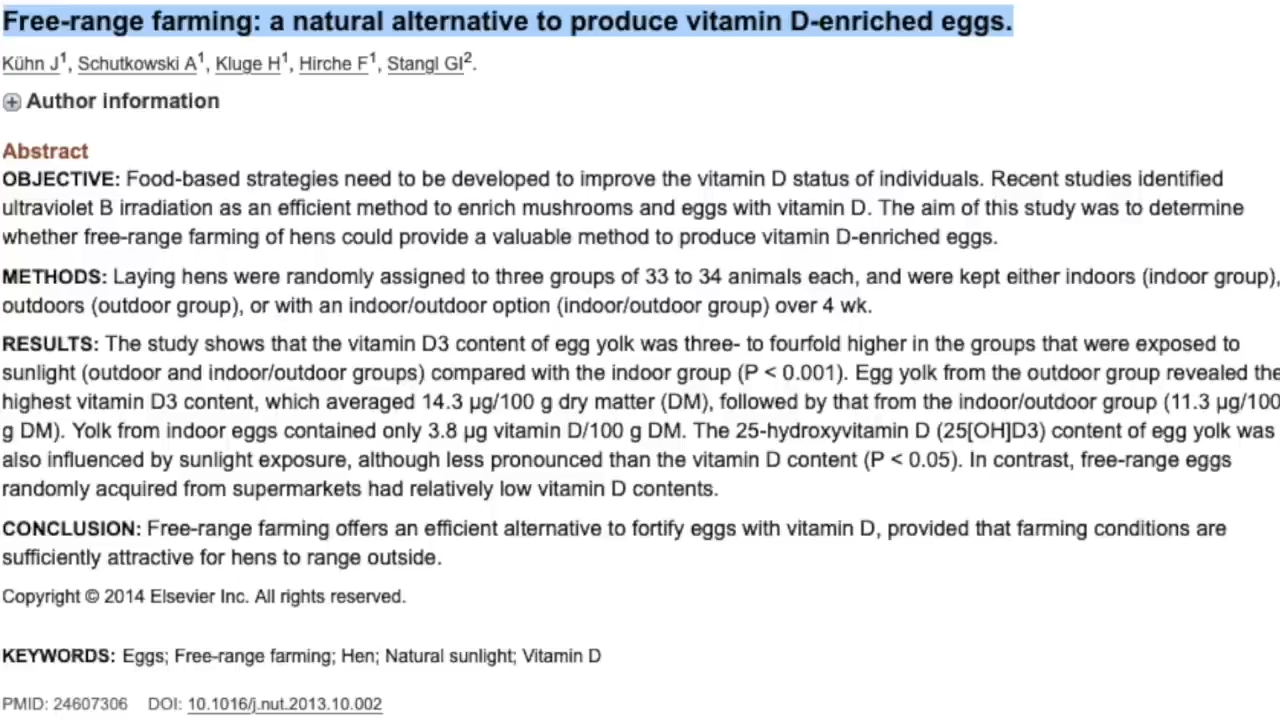 Free-range farming: a natural alternative to produce vitamin D-enriched eggs.
Kühn J1, Schutkowski A1, Kluge H1, Hirche F1, Stangl GI2.
Author information
Abstract
OBJECTIVE: Food-based strategies need to be developed to improve the vitamin D status of individuals. Recent studies identified
ultraviolet B irradiation as an efficient method to enrich mushrooms and eggs with vitamin D. The aim of this study was to determine
whether free-range farming of hens could provide a valuable method to produce vitamin D-enriched eggs.
METHODS: Laying hens were randomly assigned to three groups of 33 to 34 animals each, and were kept either indoors (indoor group),
outdoors (outdoor group), or with an indoor/outdoor option (indoor/outdoor group) over 4 wk.
RESULTS: The study shows that the vitamin D3 content of egg yolk was three- to fourfold higher in the groups that were exposed to
sunlight (outdoor and indoor/outdoor groups) compared with the indoor group (P < 0.001). Egg yolk from the outdoor group revealed the
highest vitamin D3 content, which averaged 14.3 μg/100 g dry matter (DM), followed by that from the indoor/outdoor group (11.3 μg/100
g DM). Yolk from indoor eggs contained only 3.8 μg vitamin D/100 g DM. The 25-hydroxyvitamin D (25[OH]D3) content of egg yolk was
also influenced by sunlight exposure, although less pronounced than the vitamin D content (P < 0.05). In contrast, free-range eggs
randomly acquired from supermarkets had relatively low vitamin D contents.
CONCLUSION: Free-range farming offers an efficient alternative to fortify eggs with vitamin D, provided that farming conditions are
sufficiently attractive for hens to range outside.
Copyright © 2014 Elsevier Inc. All rights reserved.
KEYWORDS: Eggs; Free-range farming; Hen; Natural sunlight; Vitamin D
PMID: 24607306 DOI: 10.1016/j.nut.2013.10.002